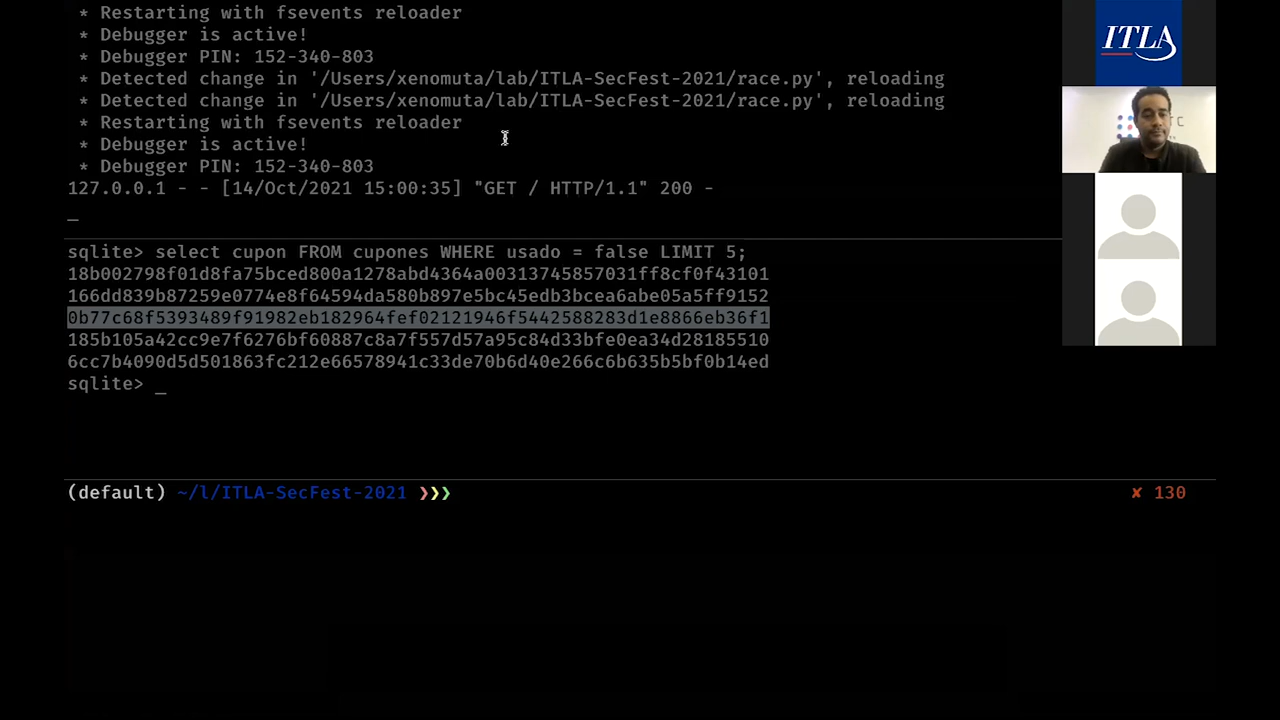 * Restarting with fsevents reloader
* Debugger is active!
* Debugger PIN: 152-340-803
* Detected change in '/Users/xenomuta/lab/ITLA-SecFest-2021/race.py', reloading
* Detected change in '/Users/xenomuta/lab/ITLA-SecFest-2021/race.py', reloading
* Restarting with fsevents reloader
* Debugger is active!
* Debugger PIN: 152-340-803
127.0.0.1 - - [14/Oct/2021 15:00:35] "GET / HTTP/1.1" 200 -
_
sqlite> select cupon FROM cupones WHERE usado = false LIMIT 5;
18b002798f01d8fa75bced800a1278abd4364a00313745857031ff8cf0f43101
166dd839b87259e0774e8f64594da580b897e5bc45edb3bcea6abe05a5ff9152
0b77c68f5393489f91982eb182964fef02121946f5442588283d1e8866eb36f1
185b105a42cc9e7f6276bf60887c8a7f557d57a95c84d33bfe0ea34d28185510
6cc7b4090d5d501863fc212e66578941c33de70b6d40e266c6b635b5bf0b14ed
sqlite> _
(default) ~/l/ITLA-SecFest-2021 ❯❯❯ ✘ 130
ITLA